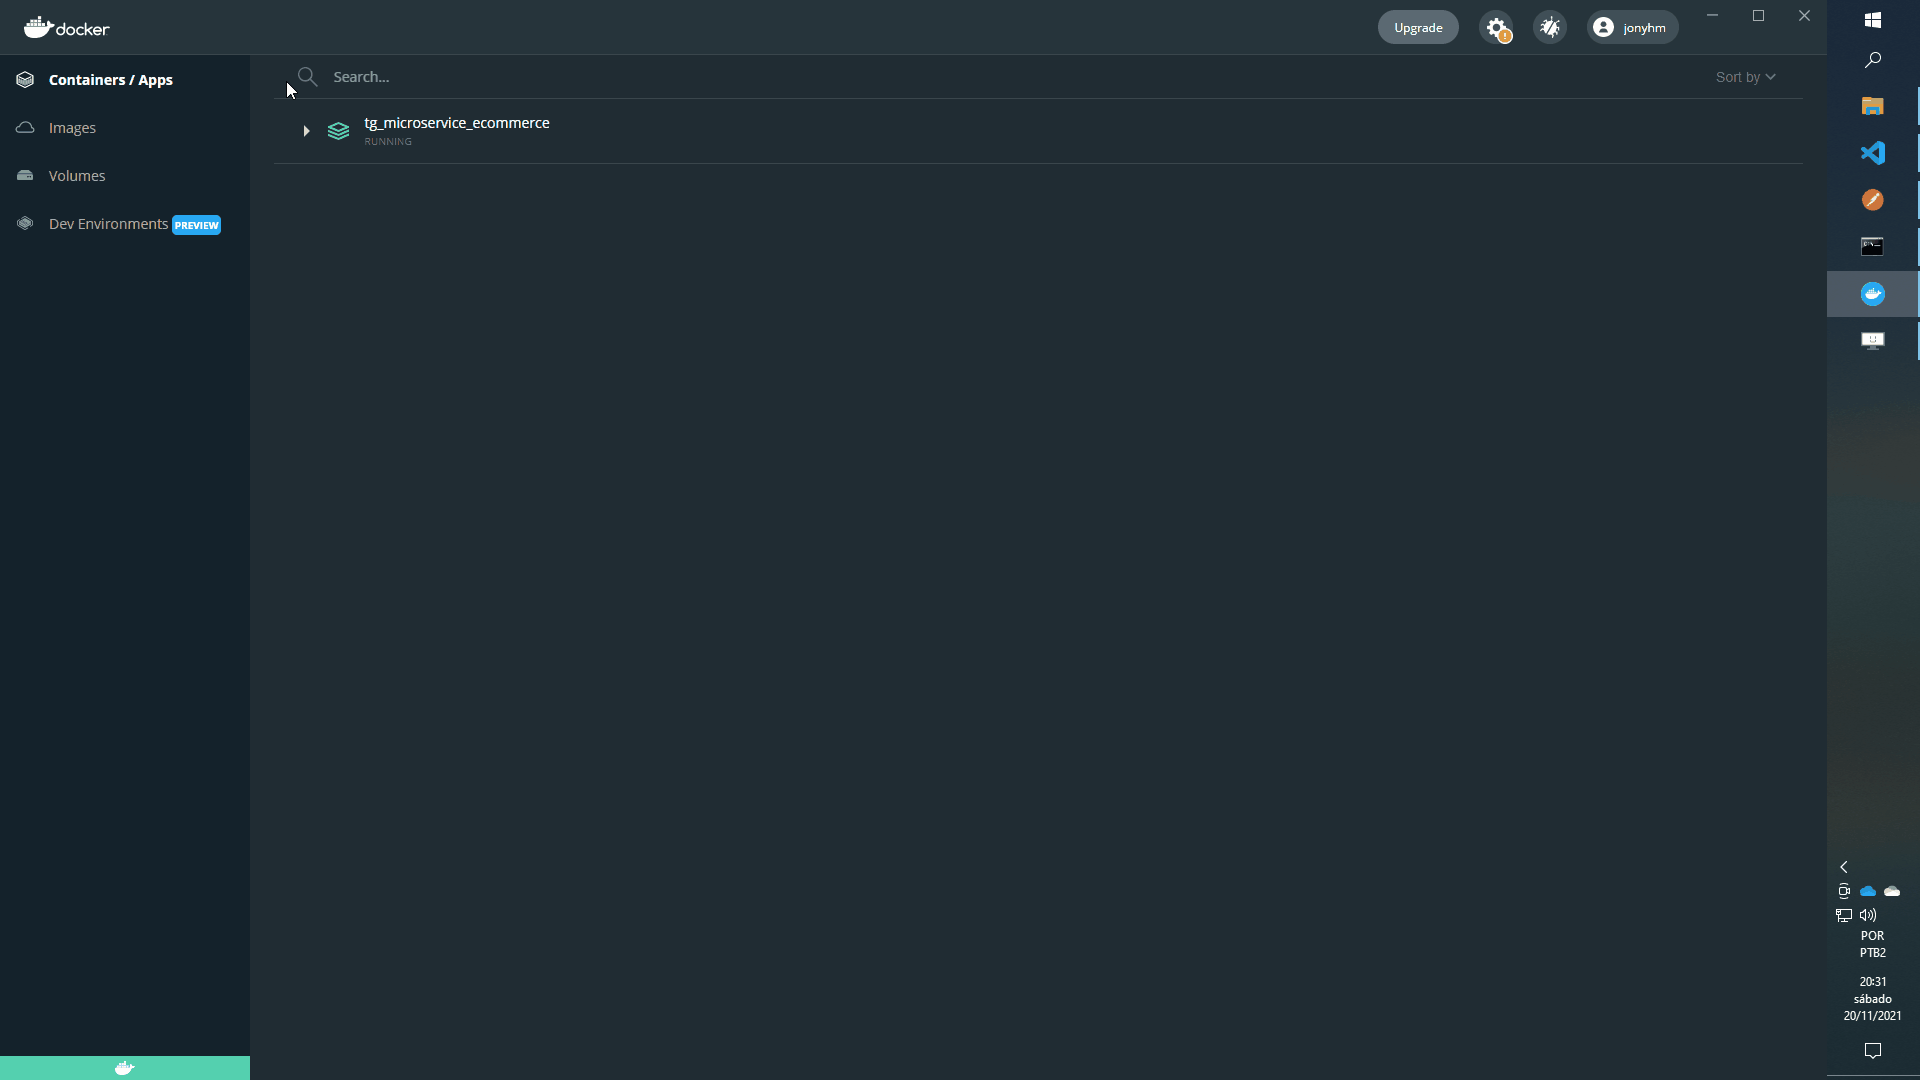 docker
Upgrade
jonyhm
Containers / Apps
Images
Volumes
Dev Environments PREVIEW
Search...
Sort by
tg_microservice_ecommerce
RUNNING
POR
PTB2
20:31
sábado
20/11/2021